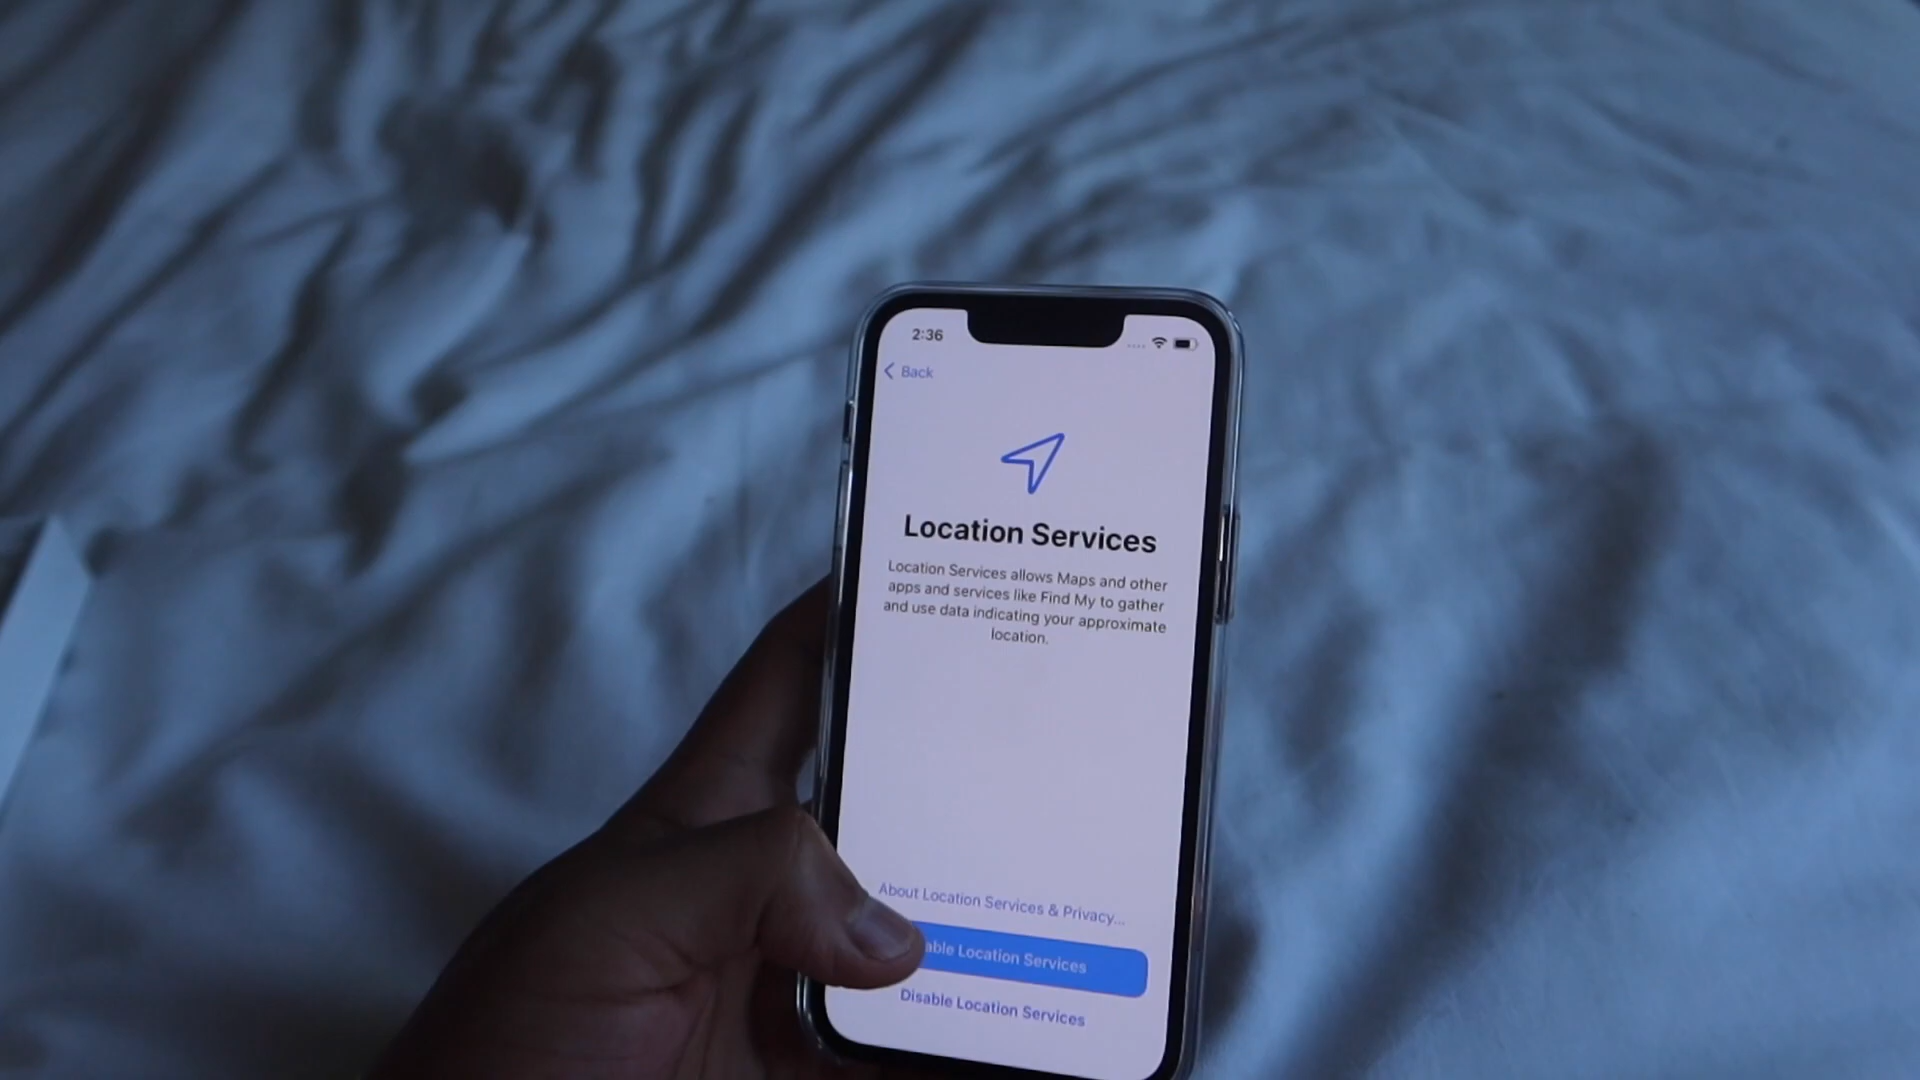 2:36
Back
Location Services
Location Services allows Maps and other
apps and services like Find My to gather
and use data indicating your approximate
location.
About Location Services & Privacy...
able Location Services
Disable Location Services